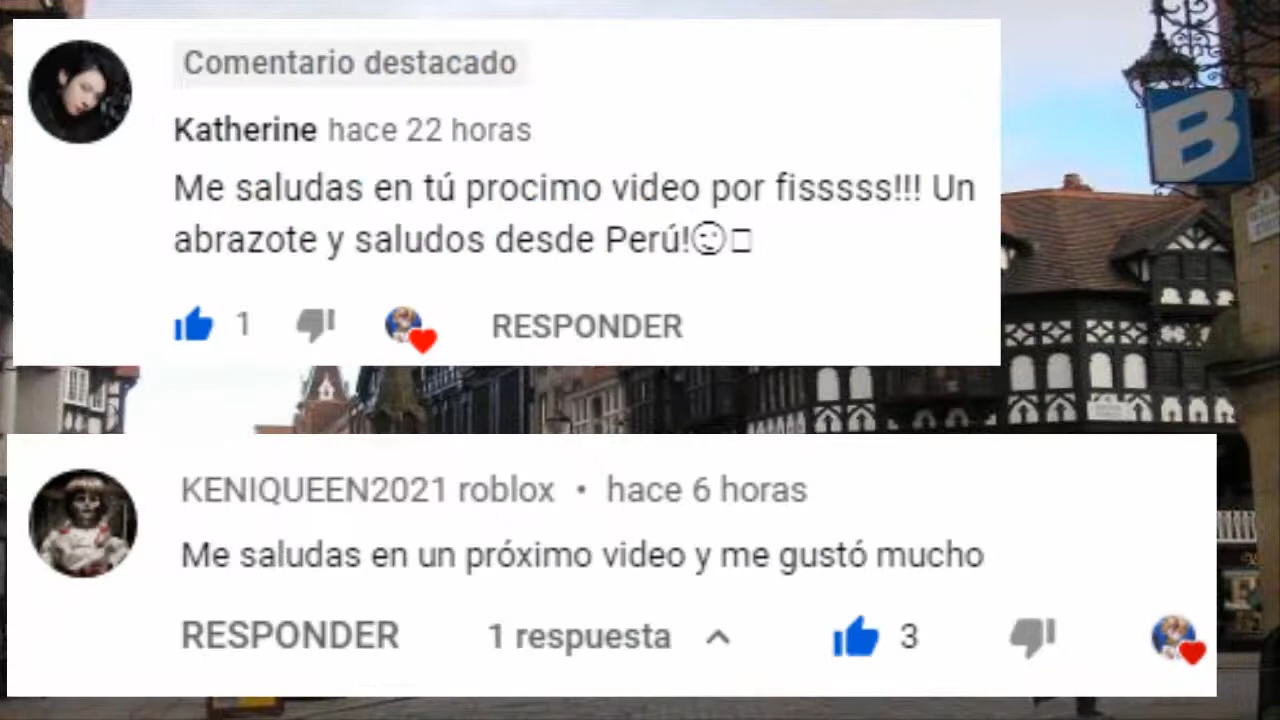 Comentario destacado
Katherine hace 22 horas
Me saludas en tú procimo video por fisssss!!! Un
abrazote y saludos desde Perú!
1 RESPONDER
B
KENIQUEEN2021 roblox • hace 6 horas
Me saludas en un próximo video y me gustó mucho
RESPONDER 1 respuesta 3